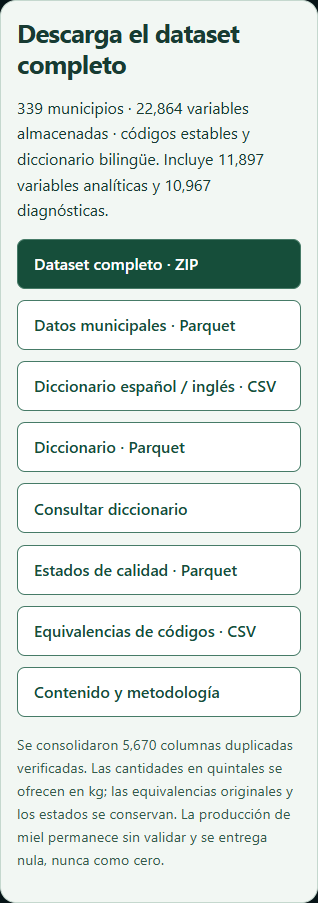 Descarga el dataset
completo
339 municipios · 22,864 variables
almacenadas · códigos estables y
diccionario bilingüe. Incluye 11,897
variables analíticas y 10,967
diagnósticas.
Dataset completo · ZIP
Datos municipales · Parquet
Diccionario español / inglés · CSV
Diccionario · Parquet
Consultar diccionario
Estados de calidad · Parquet
Equivalencias de códigos · CSV
Contenido y metodología
Se consolidaron 5,670 columnas duplicadas
verificadas. Las cantidades en quintales se
ofrecen en kg; las equivalencias originales y
los estados se conservan. La producción de
miel permanece sin validar y se entrega
nula, nunca como cero.